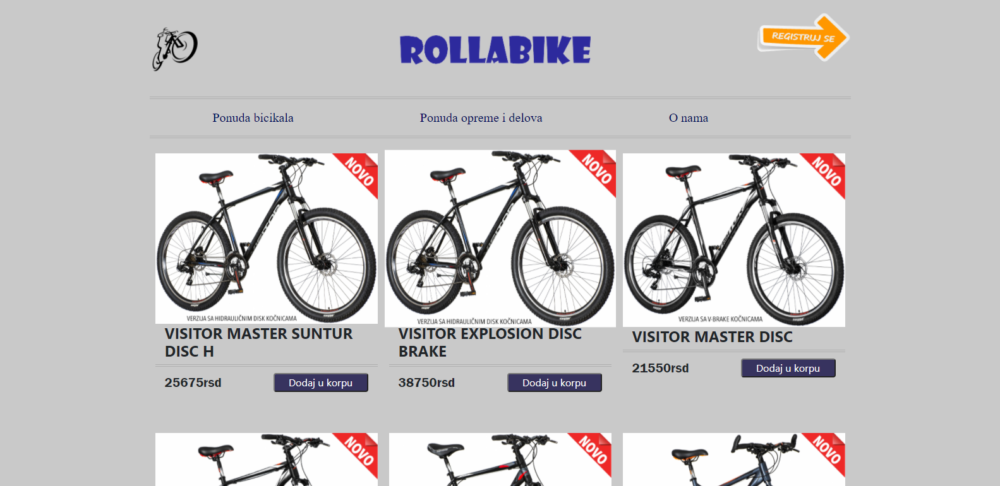 ROLLABIKE
REGISTRUJ SE
Ponuda bicikala
Ponuda opreme i delova
O nama
NOVO
VISITOR
VERZIJA SA HIDRAULIČNIM DISK KOČNICAMA
VISITOR MASTER SUNTUR
DISC H
25675rsd
Dodaj u korpu
NOVO
VISITOR
VERZIJA SA HIDRAULIČNIM DISK KOČNICAMA
VISITOR EXPLOSION DISC
BRAKE
38750rsd
Dodaj u korpu
NOVO
VERZIJA SA V-BRAKE KOČNICAMA
VISITOR MASTER DISC
21550rsd
Dodaj u korpu
NOVO
NOVO
NOVO